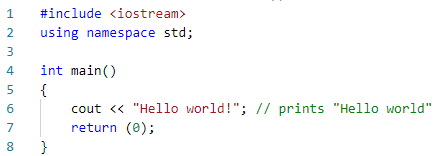 1 #include <iostream>
2 using namespace std;
3
4 int main()
5 {
6     cout << "Hello world!"; // prints "Hello world"
7     return (0);
8 }